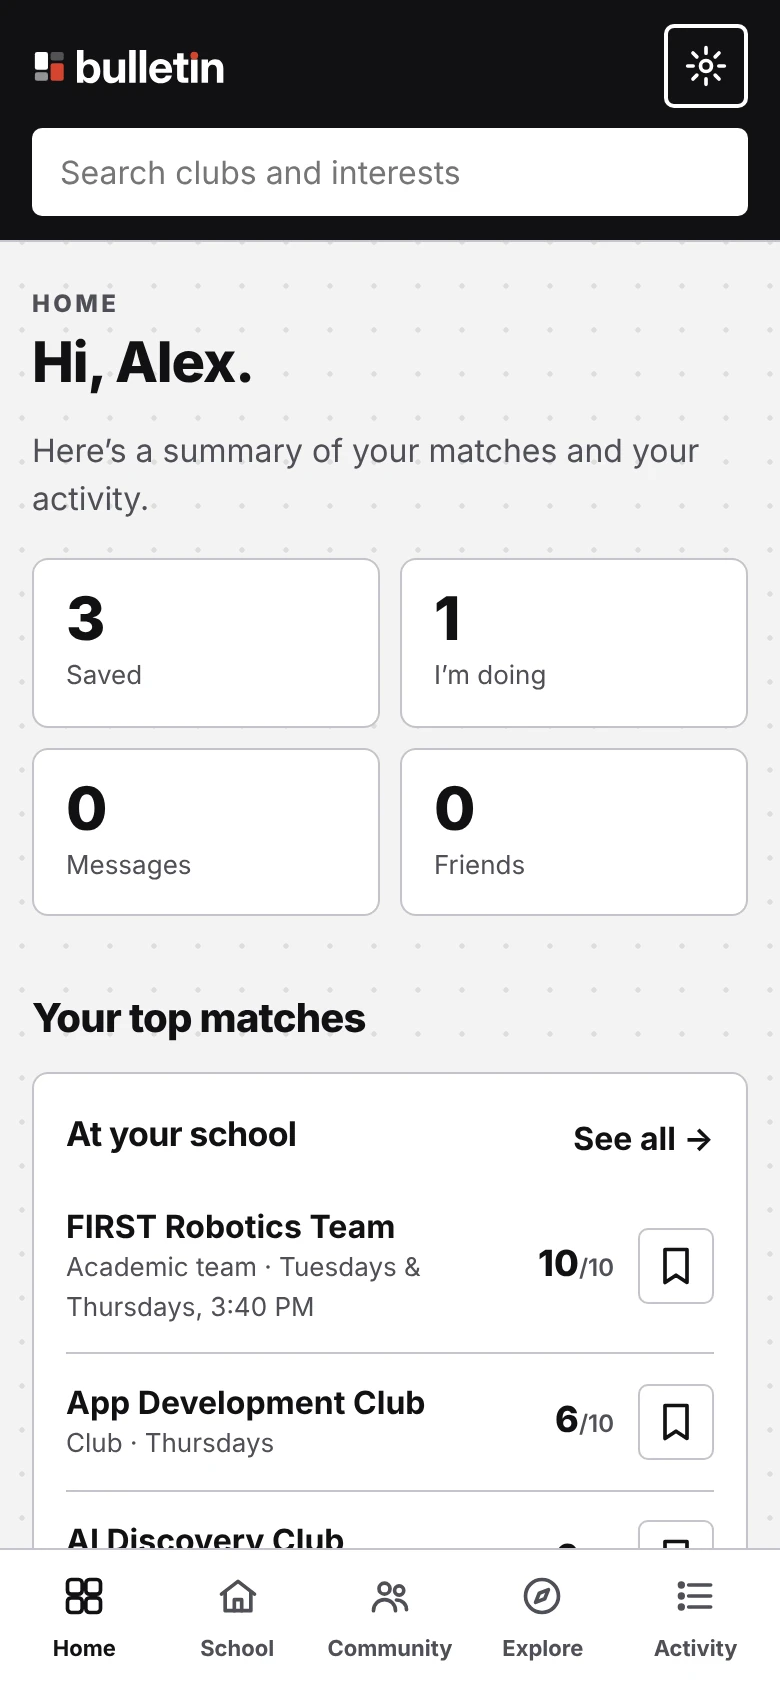 bulletin
Search clubs and interests
HOME
Hi, Alex.
Here’s a summary of your matches and your
activity.
3
Saved
1
I’m doing
0
Messages
0
Friends
Your top matches
At your school
See all →
FIRST Robotics Team
Academic team · Tuesdays &
Thursdays, 3:40 PM
10/10
App Development Club
Club · Thursdays
6/10
AI Discovery Club
Home
School
Community
Explore
Activity